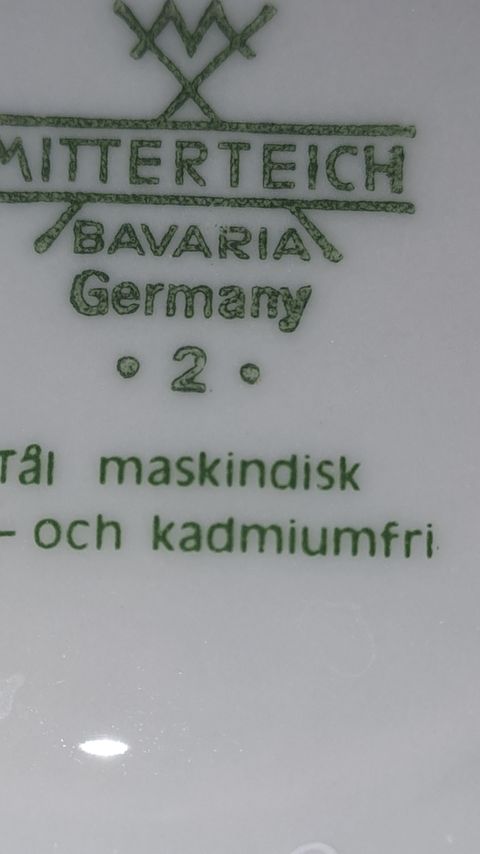 MITTERTEICH
BAVARIA
Germany
• 2 •
Tål maskindisk
- och kadmiumfri